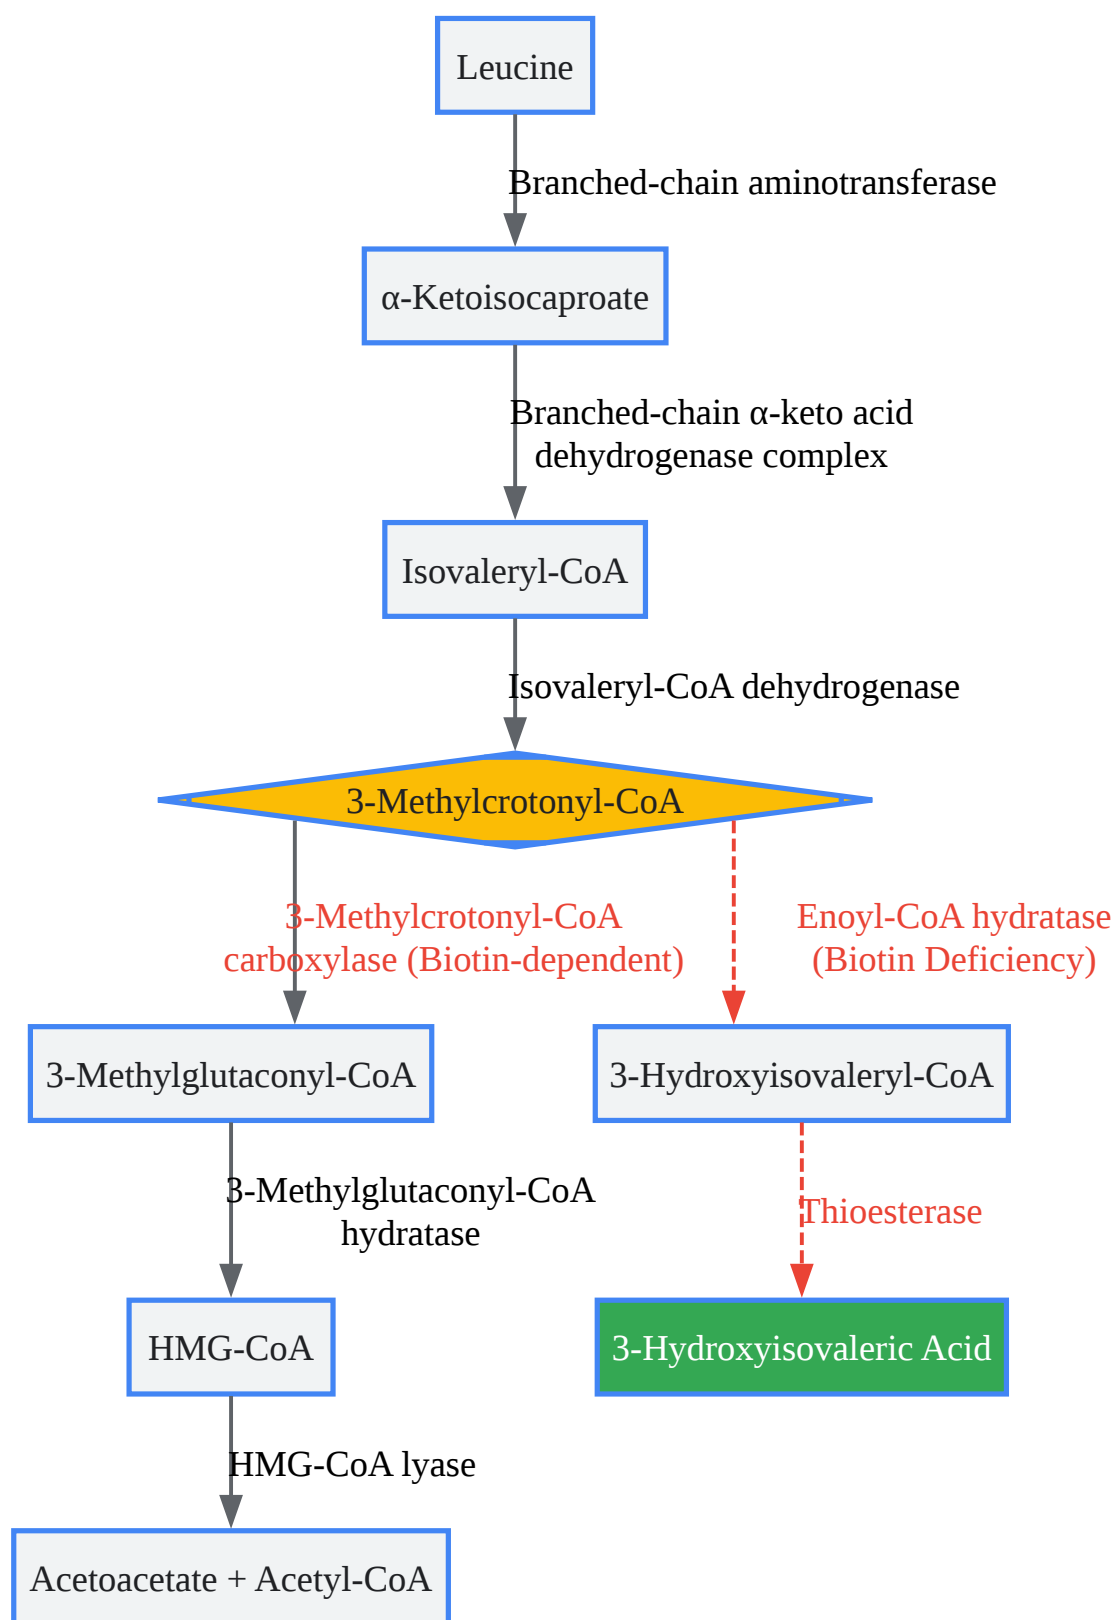 Leucine
Branched-chain aminotransferase
α-Ketoisocaproate
Branched-chain α-keto acid
dehydrogenase complex
Isovaleryl-CoA
Isovaleryl-CoA dehydrogenase
3-Methylcrotonyl-CoA
3-Methylcrotonyl-CoA
carboxylase (Biotin-dependent)
Enoyl-CoA hydratase
(Biotin Deficiency)
3-Methylglutaconyl-CoA
3-Hydroxyisovaleryl-CoA
3-Methylglutaconyl-CoA
hydratase
Thioesterase
HMG-CoA
3-Hydroxyisovaleric Acid
HMG-CoA lyase
Acetoacetate + Acetyl-CoA